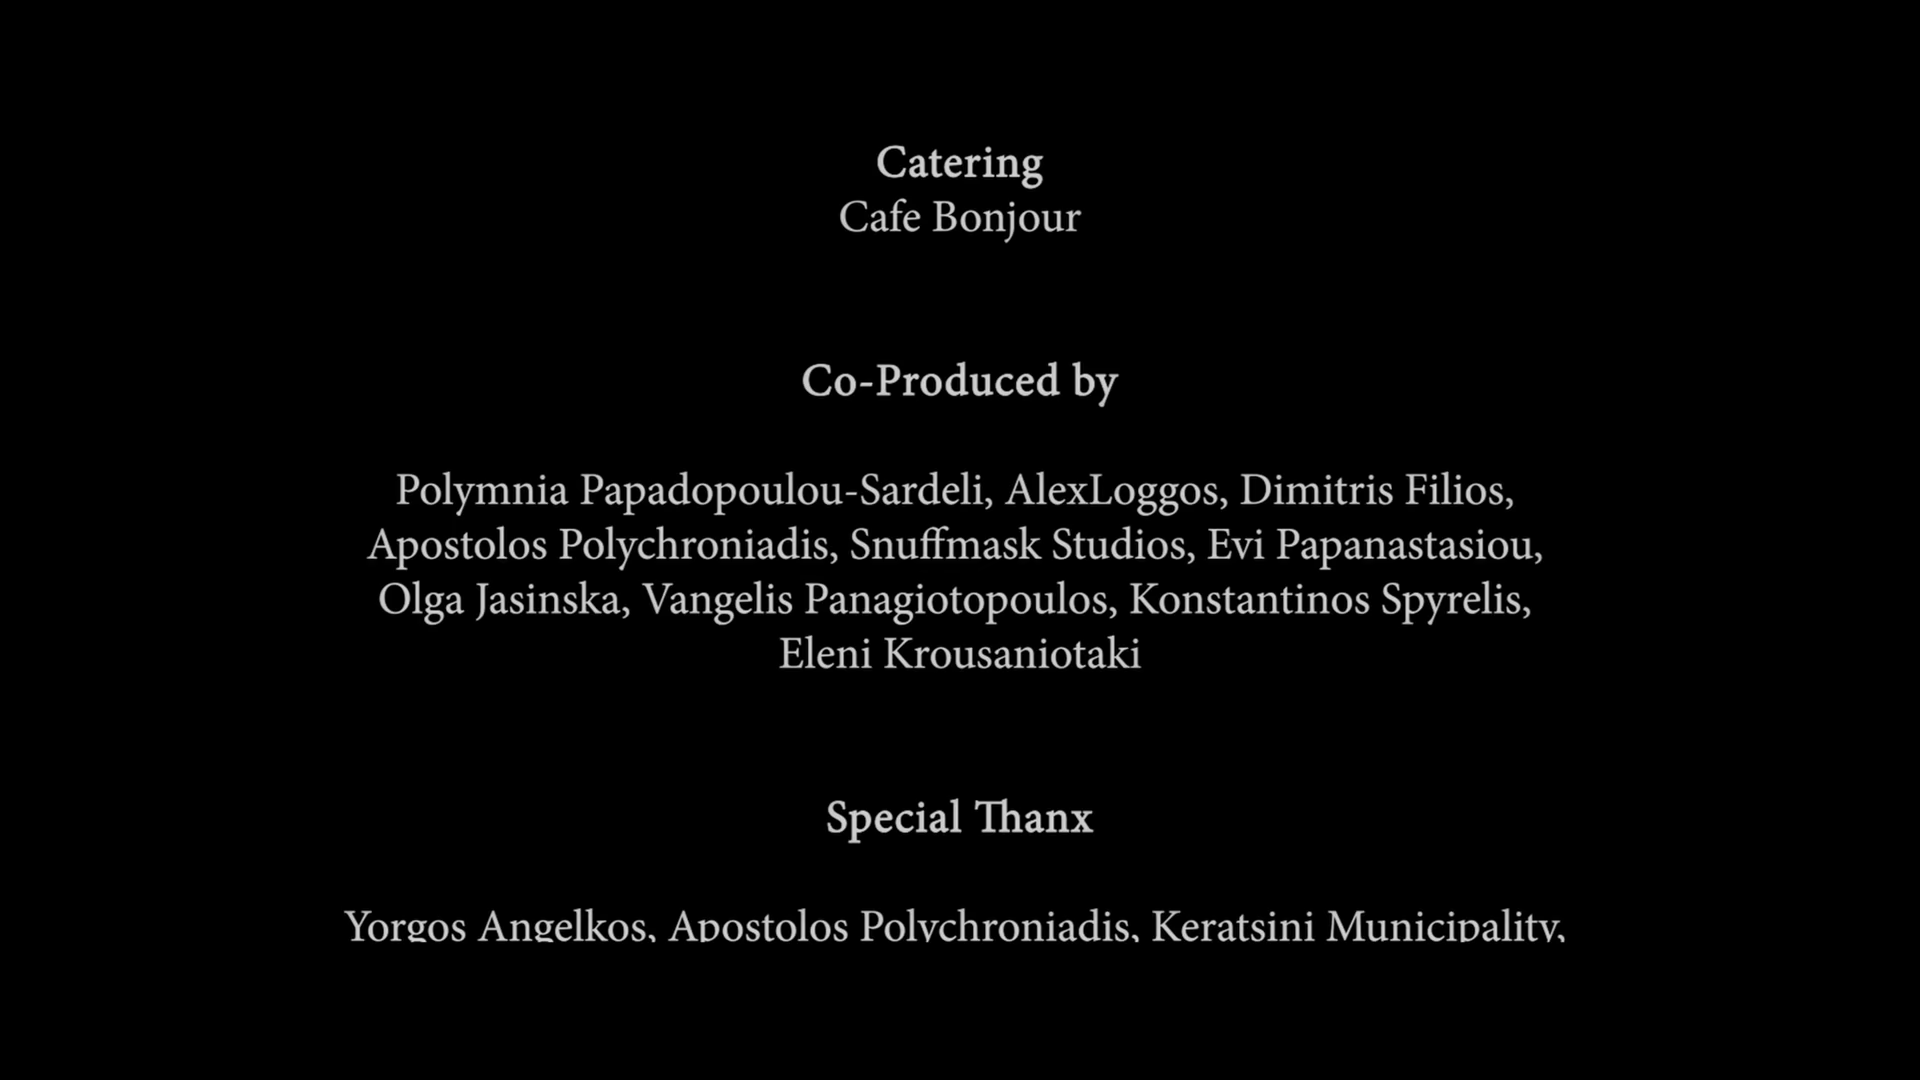 Catering
Cafe Bonjour
Co-Produced by
Polymnia Papadopoulou-Sardeli, AlexLoggos, Dimitris Filios,
Apostolos Polychroniadis, Snuffmask Studios, Evi Papanastasiou,
Olga Jasinska, Vangelis Panagiotopoulos, Konstantinos Spyrelis,
Eleni Krousaniotaki
Special Thanx
Yorgos Angelkos, Apostolos Polychroniadis, Keratsini Municipality,